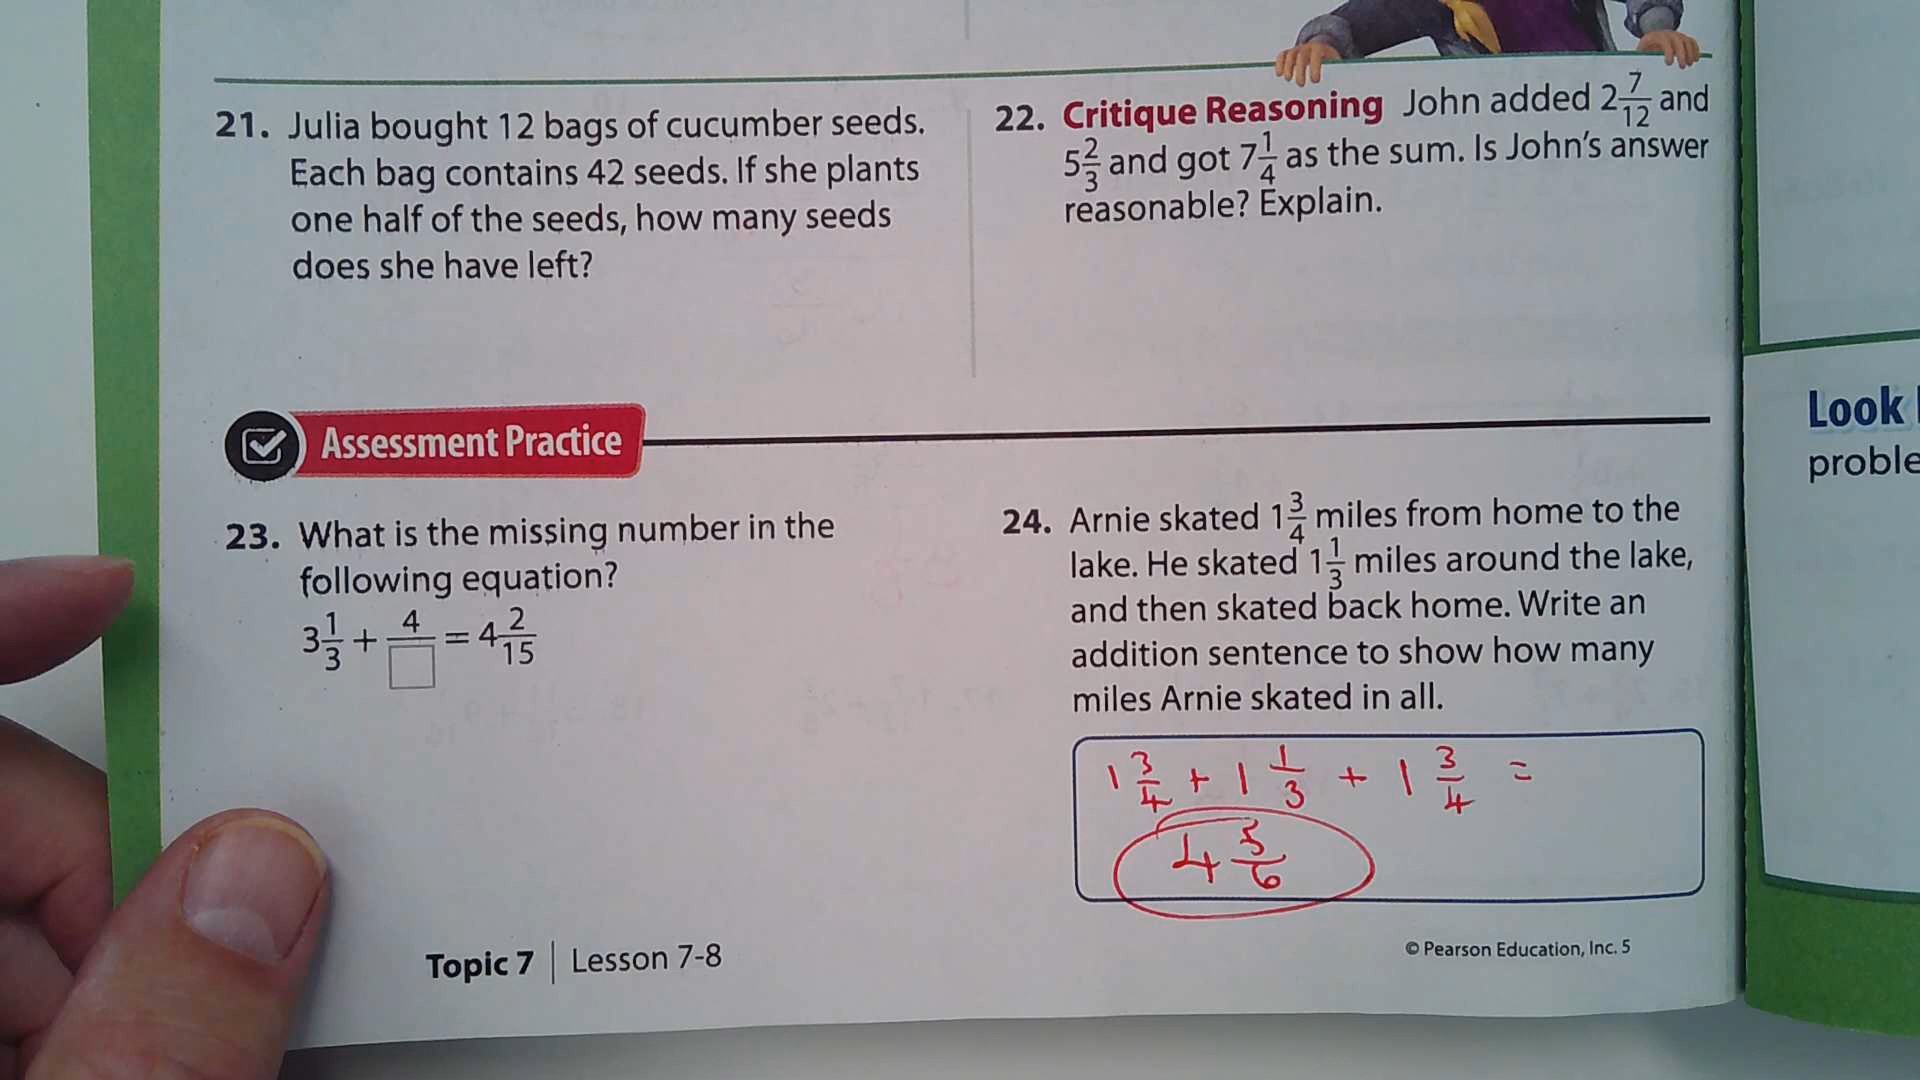 21. Julia bought 12 bags of cucumber seeds.
Each bag contains 42 seeds. If she plants
one half of the seeds, how many seeds
does she have left?
22. Critique Reasoning John added 2 7/12 and
5 2/3 and got 7 1/4 as the sum. Is John's answer
reasonable? Explain.
Assessment Practice
23. What is the missing number in the
following equation?
3 1/3 + 4/□ = 4 2/15
24. Arnie skated 1 3/4 miles from home to the
lake. He skated 1 1/3 miles around the lake,
and then skated back home. Write an
addition sentence to show how many
miles Arnie skated in all.
1 3/4 + 1 1/3 + 1 3/4 =
4 5/6
Topic 7 | Lesson 7-8
© Pearson Education, Inc. 5
Look
proble